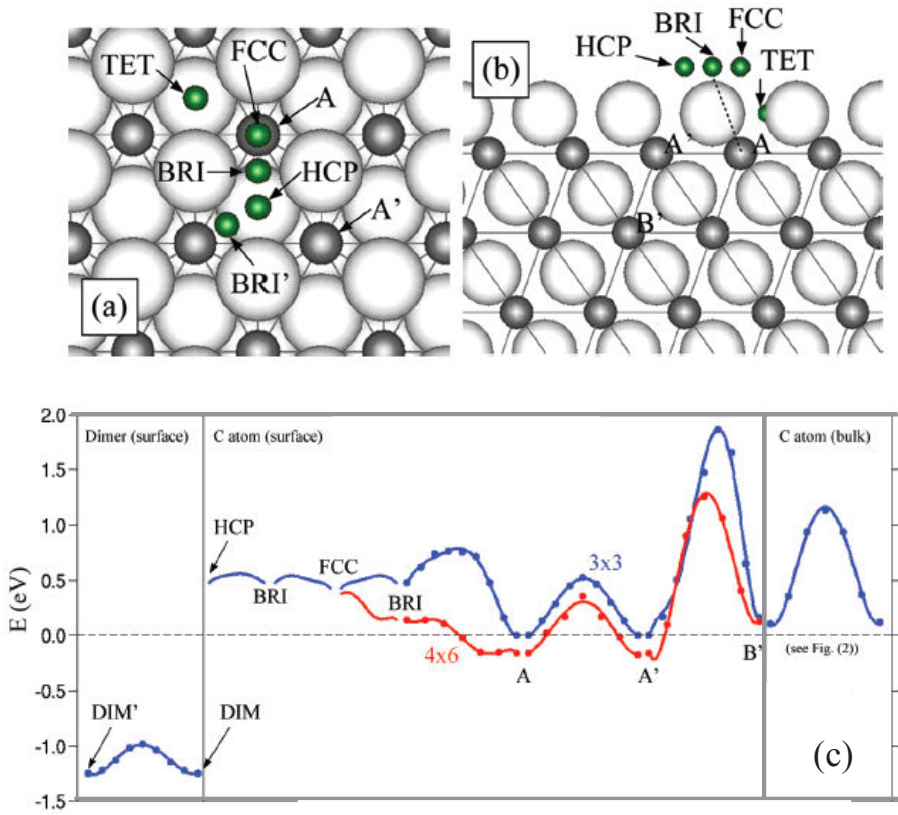 TET
FCC
A
BRI
HCP
A'
BRI'
(a)
(b)
HCP
BRI
FCC
TET
A'
A
B'
E (eV)
2.0
1.5
1.0
0.5
0.0
-0.5
-1.0
-1.5
Dimer (surface)
C atom (surface)
C atom (bulk)
HCP
BRI
FCC
BRI
3x3
4x6
A
A'
B'
(see Fig. (2))
DIM'
DIM
(c)